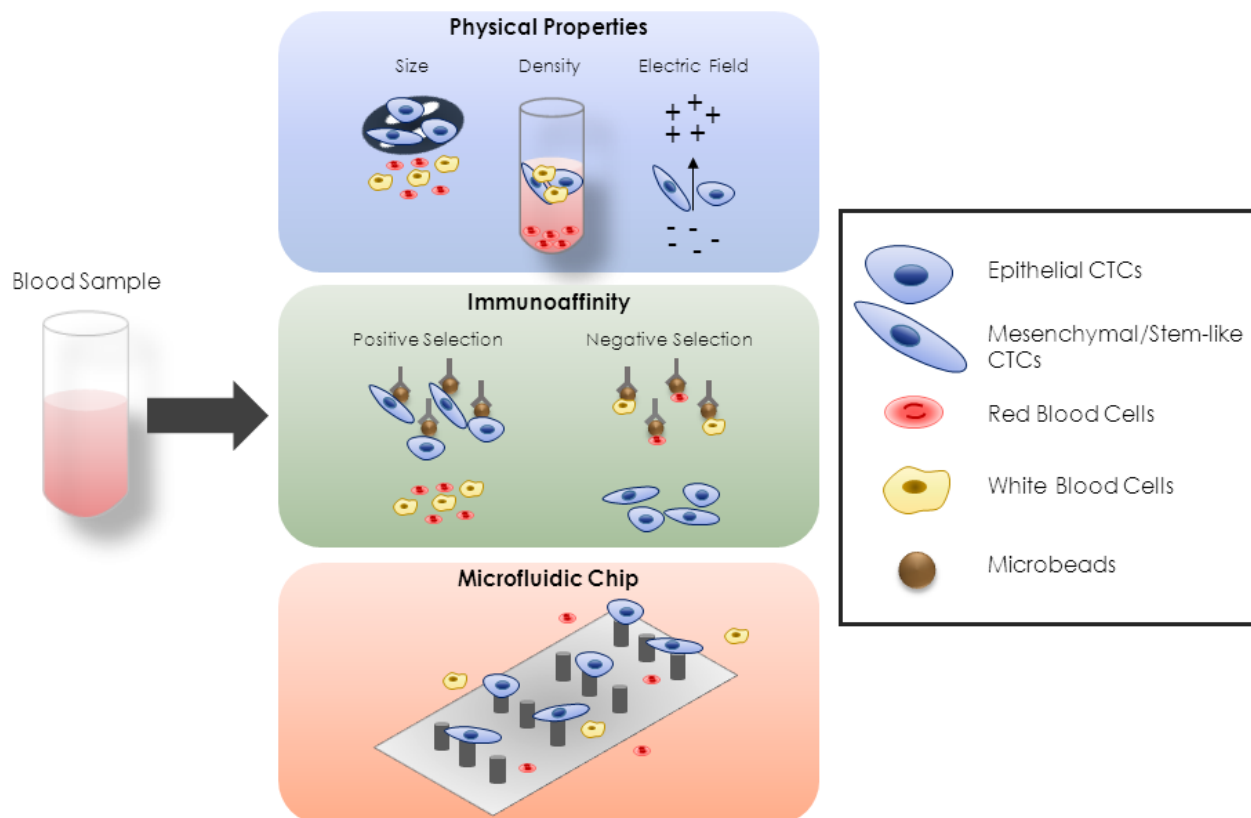 Physical Properties
Size
Density
Electric Field
+
+
+
+
+
-
-
-
-
-
Blood Sample
Immunoaffinity
Positive Selection
Negative Selection
Microfluidic Chip
Epithelial CTCs
Mesenchymal/Stem-like
CTCs
Red Blood Cells
White Blood Cells
Microbeads